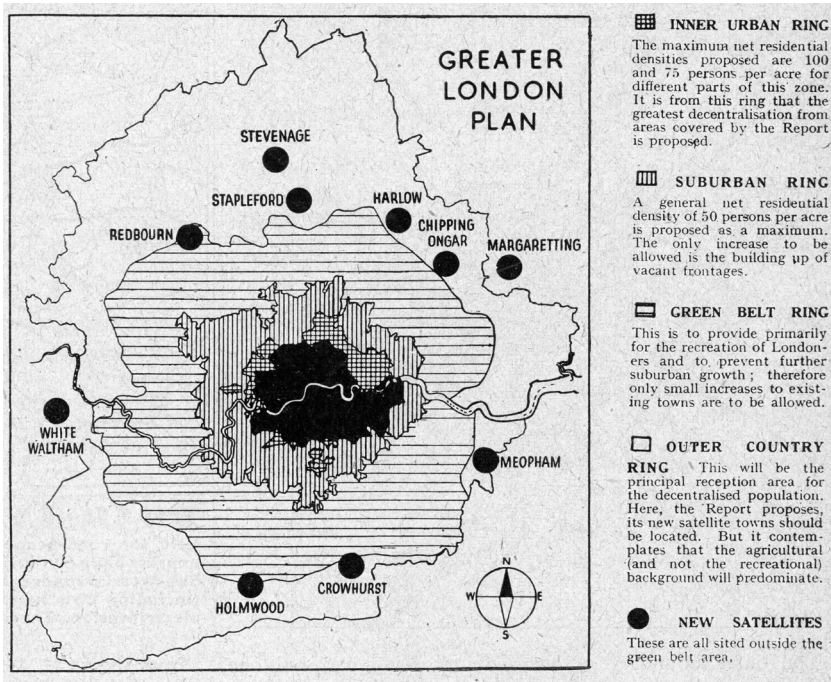 GREATER
LONDON
PLAN
STEVENAGE
STAPLEFORD
HARLOW
REDBOURN
CHIPPING
ONGAR
MARGARETTING
WHITE
WALTHAM
MEOPHAM
CROWHURST
HOLMWOOD
N
W
E
S
INNER URBAN RING
The maximum net residential
densities proposed are 100
and 75 persons per acre for
different parts of this zone.
It is from this ring that the
greatest decentralisation from
areas covered by the Report
is proposed.
SUBURBAN RING
A general net residential
density of 50 persons per acre
is proposed as a maximum.
The only increase to be
allowed is the building up of
vacant frontages.
GREEN BELT RING
This is to provide primarily
for the recreation of London-
ers and to prevent further
suburban growth; therefore
only small increases to exist-
ing towns are to be allowed.
OUTER COUNTRY
RING This will be the
principal reception area for
the decentralised population.
Here, the Report proposes,
its new satellite towns should
be located. But it contem-
plates that the agricultural
(and not the recreational)
background will predominate.
NEW SATELLITES
These are all sited outside the
green belt area.